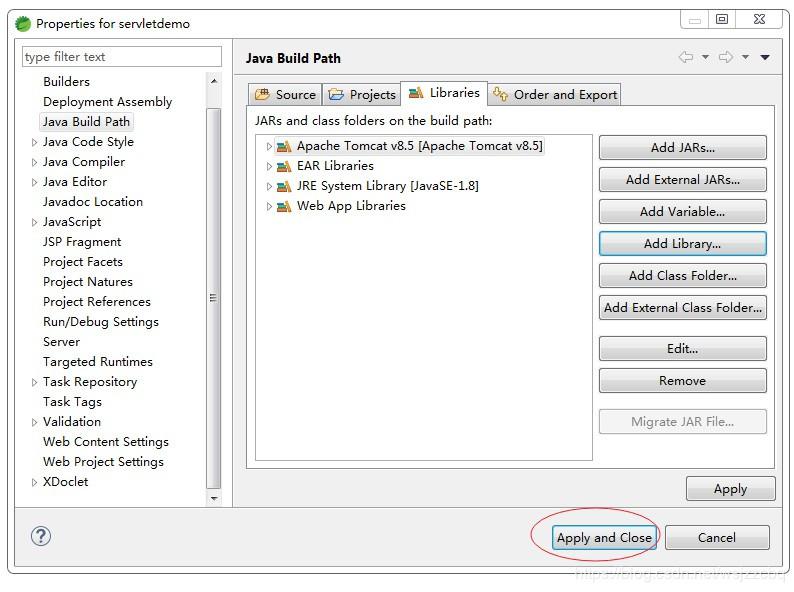 Properties for servletdemo
type filter text
Builders
Deployment Assembly
Java Build Path
Java Code Style
Java Compiler
Java Editor
Javadoc Location
JavaScript
JSP Fragment
Project Facets
Project Natures
Project References
Run/Debug Settings
Server
Targeted Runtimes
Task Repository
Task Tags
Validation
Web Content Settings
Web Project Settings
XDoclet
Java Build Path
Source Projects Libraries Order and Export
JARs and class folders on the build path:
Apache Tomcat v8.5 [Apache Tomcat v8.5]
EAR Libraries
JRE System Library [JavaSE-1.8]
Web App Libraries
Add JARs...
Add External JARs...
Add Variable...
Add Library...
Add Class Folder...
Add External Class Folder...
Edit...
Remove
Migrate JAR File...
Apply
Apply and Close Cancel